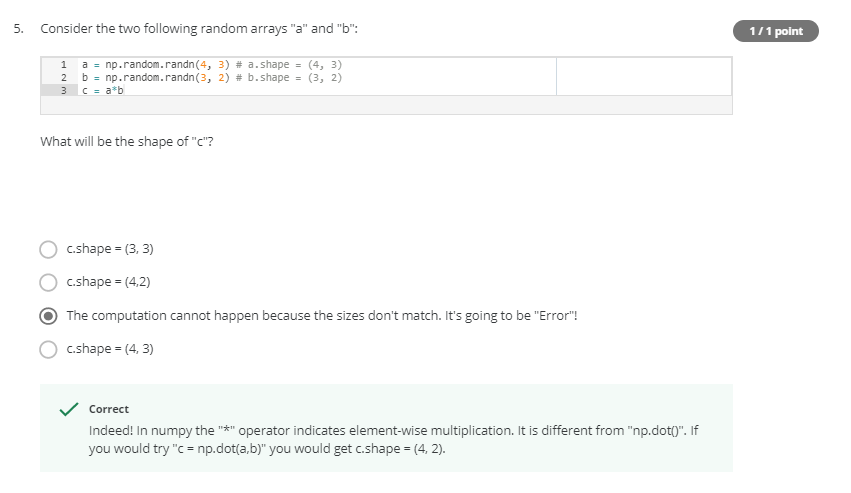 5. Consider the two following random arrays "a" and "b":
1 / 1 point
1 a = np.random.randn(4, 3) # a.shape = (4, 3)
2 b = np.random.randn(3, 2) # b.shape = (3, 2)
3 c = a*b
What will be the shape of "c"?
c.shape = (3, 3)
c.shape = (4,2)
The computation cannot happen because the sizes don't match. It's going to be "Error"!
c.shape = (4, 3)
Correct
Indeed! In numpy the "*" operator indicates element-wise multiplication. It is different from "np.dot()". If
you would try "c = np.dot(a,b)" you would get c.shape = (4, 2).